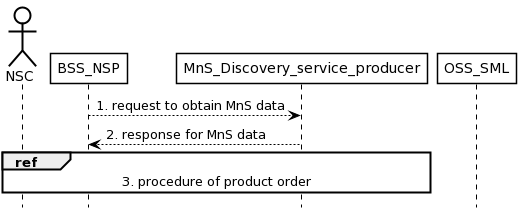 NSC
BSS_NSP
MnS_Discovery_service_producer
OSS_SML
1. request to obtain MnS data
2. response for MnS data
ref
3. procedure of product order